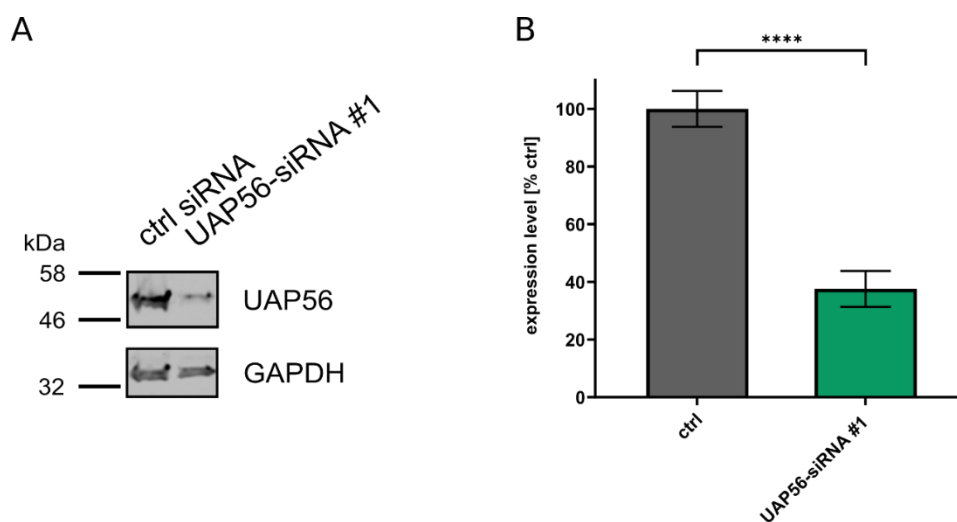 A
ctrl siRNA
UAP56-siRNA #1
kDa
58
UAP56
46
GAPDH
32
B
****
expression level [% ctrl]
100
80
60
40
20
0
ctrl
UAP56-siRNA #1